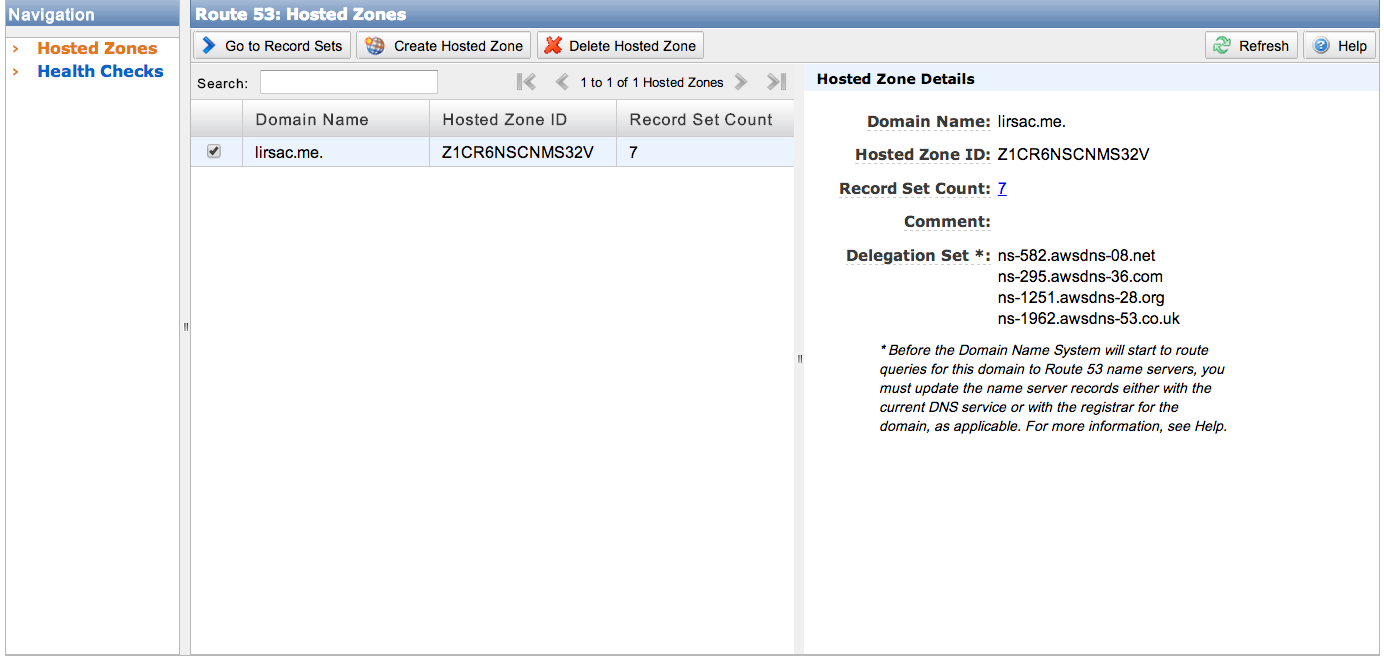 Navigation
› Hosted Zones
› Health Checks
Route 53: Hosted Zones
Go to Record Sets Create Hosted Zone Delete Hosted Zone Refresh Help
Search: 1 to 1 of 1 Hosted Zones
Domain Name Hosted Zone ID Record Set Count
lirsac.me. Z1CR6NSCNMS32V 7
Hosted Zone Details
Domain Name: lirsac.me.
Hosted Zone ID: Z1CR6NSCNMS32V
Record Set Count: 7
Comment:
Delegation Set *: ns-582.awsdns-08.net
ns-295.awsdns-36.com
ns-1251.awsdns-28.org
ns-1962.awsdns-53.co.uk
* Before the Domain Name System will start to route
queries for this domain to Route 53 name servers, you
must update the name server records either with the
current DNS service or with the registrar for the
domain, as applicable. For more information, see Help.